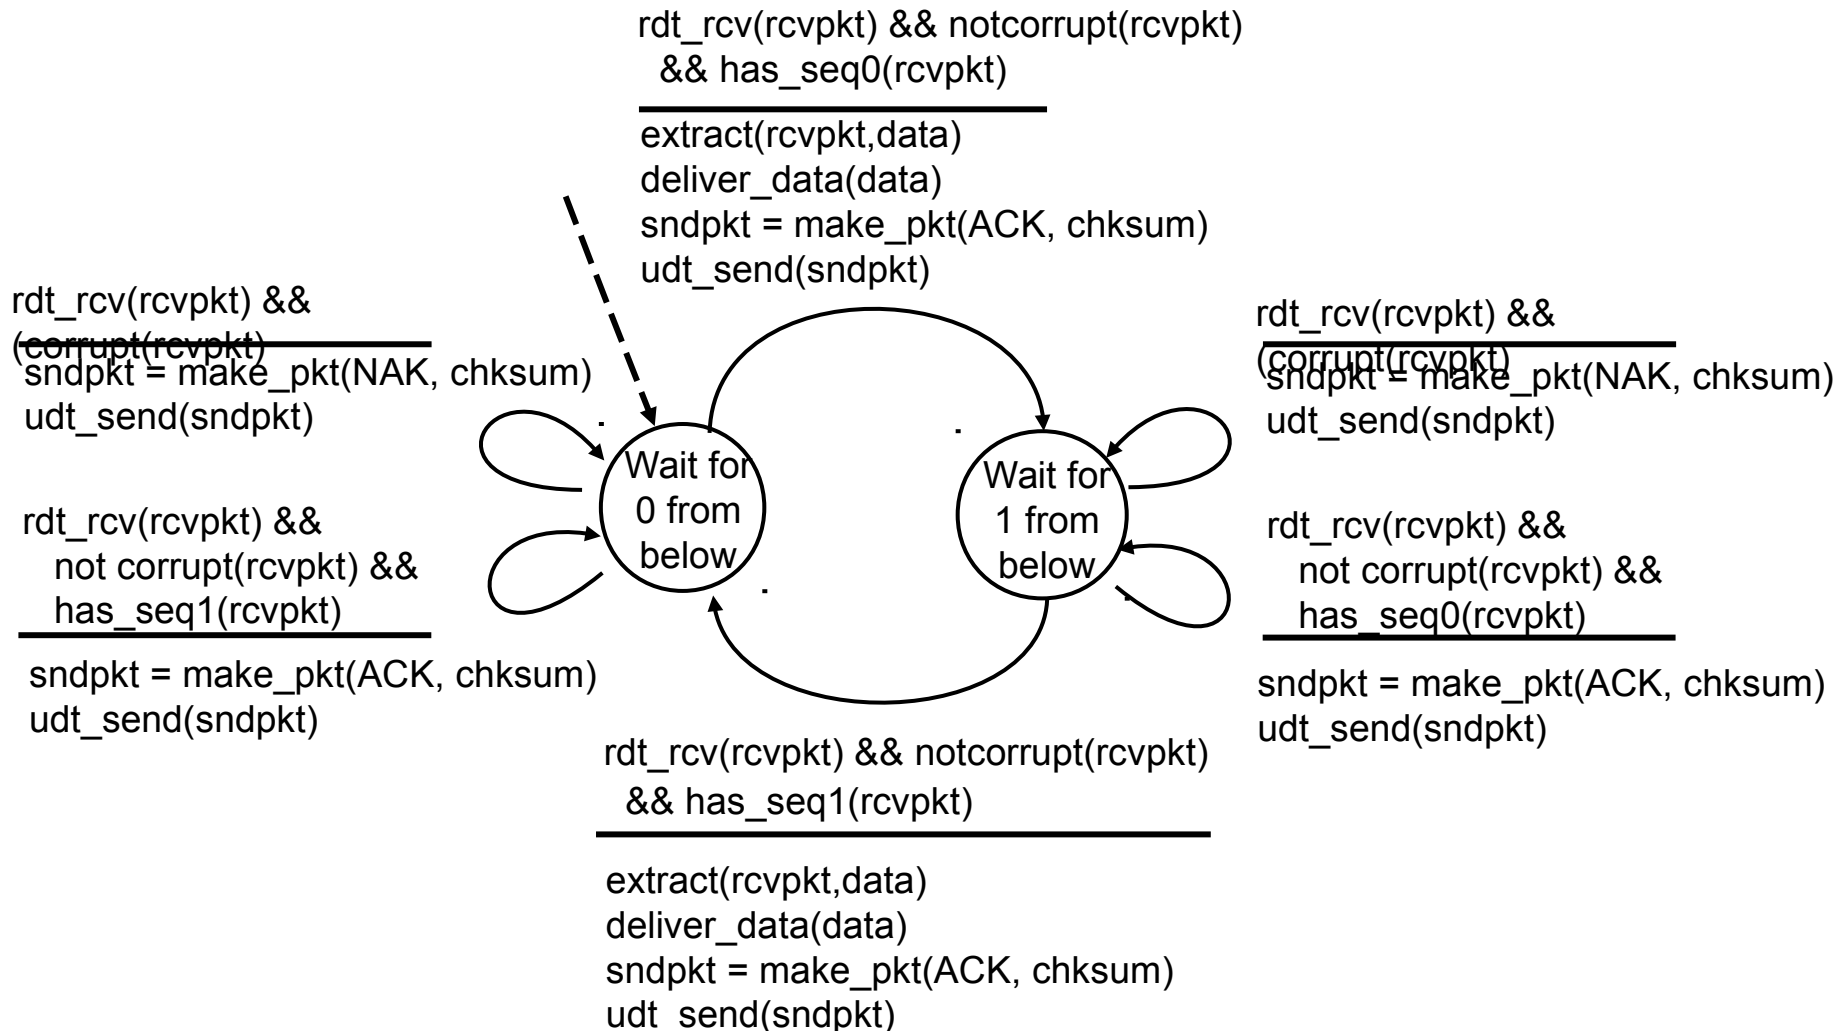 rdt_rcv(rcvpkt) && notcorrupt(rcvpkt)
&& has_seq0(rcvpkt)
extract(rcvpkt,data)
deliver_data(data)
sndpkt = make_pkt(ACK, chksum)
udt_send(sndpkt)
rdt_rcv(rcvpkt) &&
(corrupt(rcvpkt)
sndpkt = make_pkt(NAK, chksum)
udt_send(sndpkt)
rdt_rcv(rcvpkt) &&
not corrupt(rcvpkt) &&
has_seq1(rcvpkt)
sndpkt = make_pkt(ACK, chksum)
udt_send(sndpkt)
Wait for
0 from
below
Wait for
1 from
below
rdt_rcv(rcvpkt) &&
(corrupt(rcvpkt)
sndpkt = make_pkt(NAK, chksum)
udt_send(sndpkt)
rdt_rcv(rcvpkt) &&
not corrupt(rcvpkt) &&
has_seq0(rcvpkt)
sndpkt = make_pkt(ACK, chksum)
udt_send(sndpkt)
rdt_rcv(rcvpkt) && notcorrupt(rcvpkt)
&& has_seq1(rcvpkt)
extract(rcvpkt,data)
deliver_data(data)
sndpkt = make_pkt(ACK, chksum)
udt_send(sndpkt)